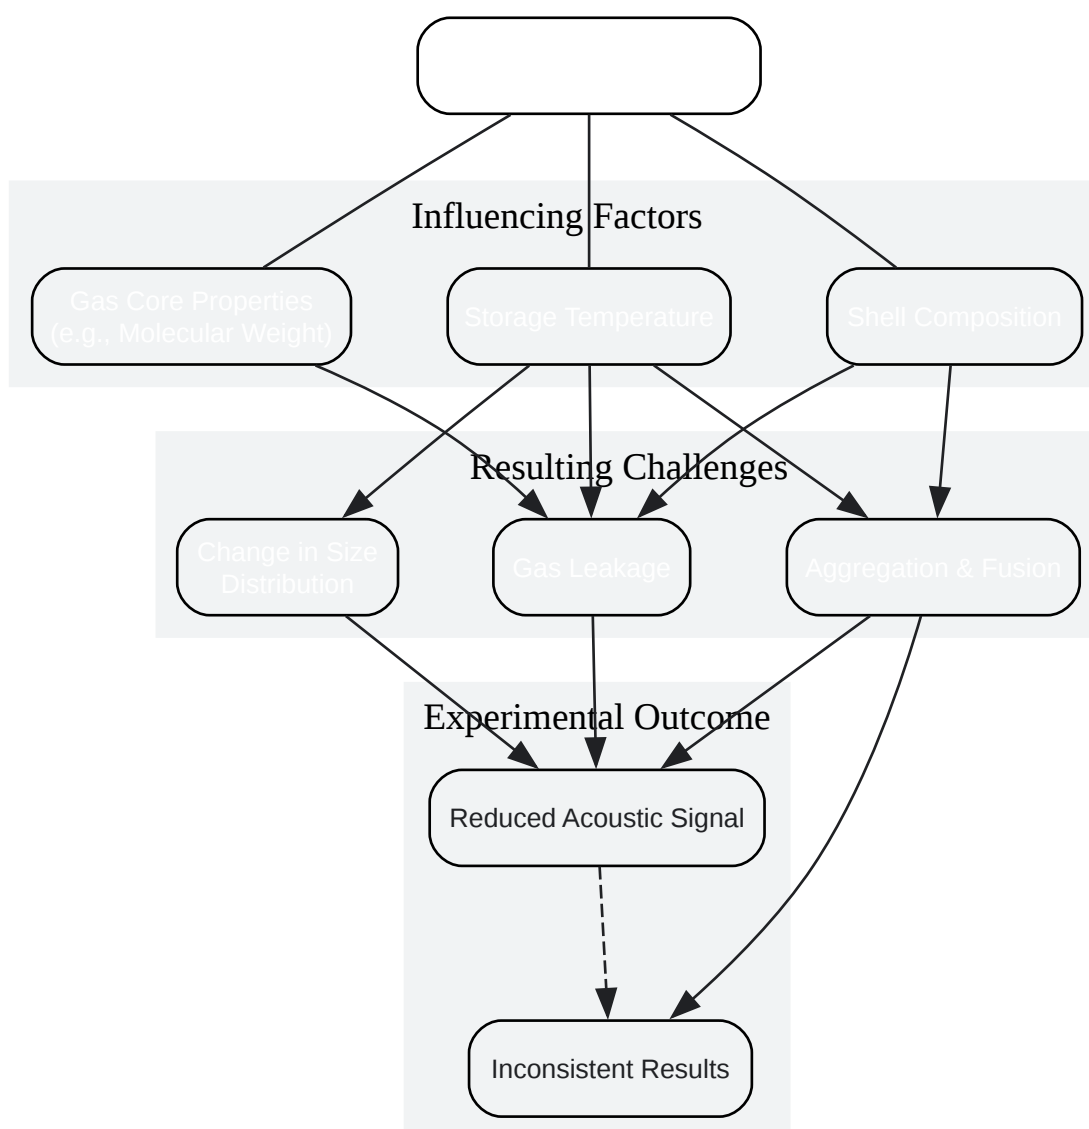 Influencing Factors
Gas Core Properties
(e.g., Molecular Weight)
Storage Temperature
Shell Composition
Resulting Challenges
Change in Size
Distribution
Gas Leakage
Aggregation & Fusion
Experimental Outcome
Reduced Acoustic Signal
Inconsistent Results